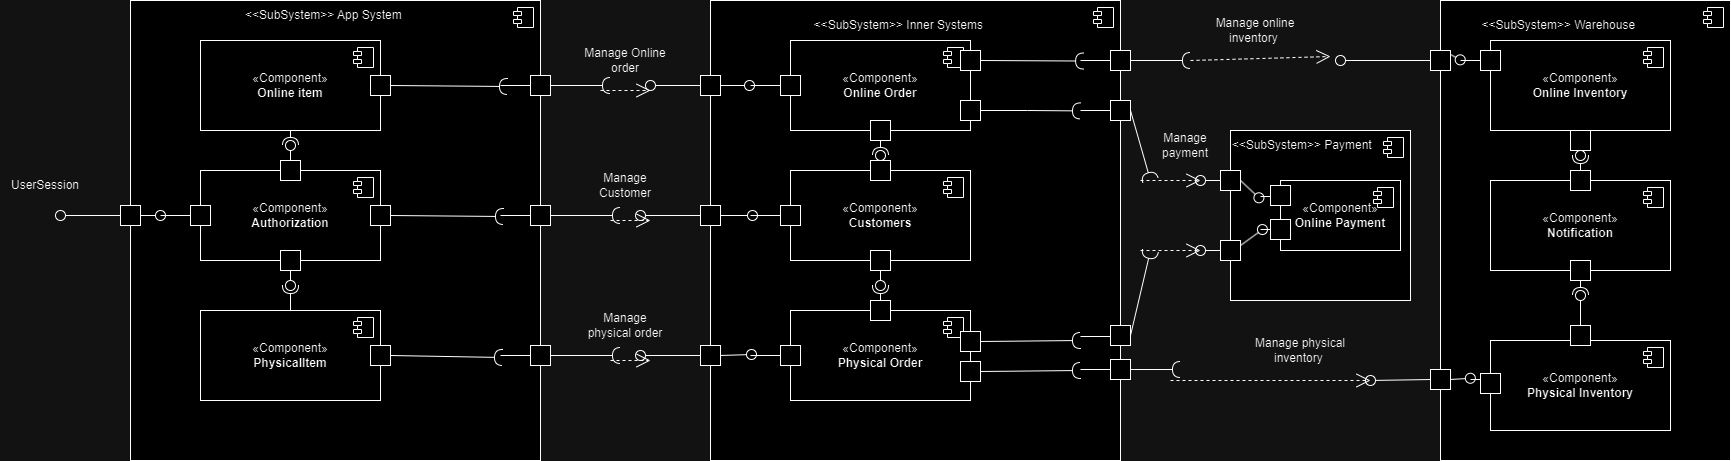 <<SubSystem>> App System
<<SubSystem>> Inner Systems
Manage online
inventory
<<SubSystem>> Warehouse
Manage Online
order
«Component»
Online item
«Component»
Online Order
«Component»
Online Inventory
Manage
payment
<<SubSystem>> Payment
UserSession
Manage
Customer
«Component»
Authorization
«Component»
Customers
«Component»
Online Payment
«Component»
Notification
Manage
physical order
«Component»
PhysicalItem
«Component»
Physical Order
Manage physical
inventory
«Component»
Physical Inventory